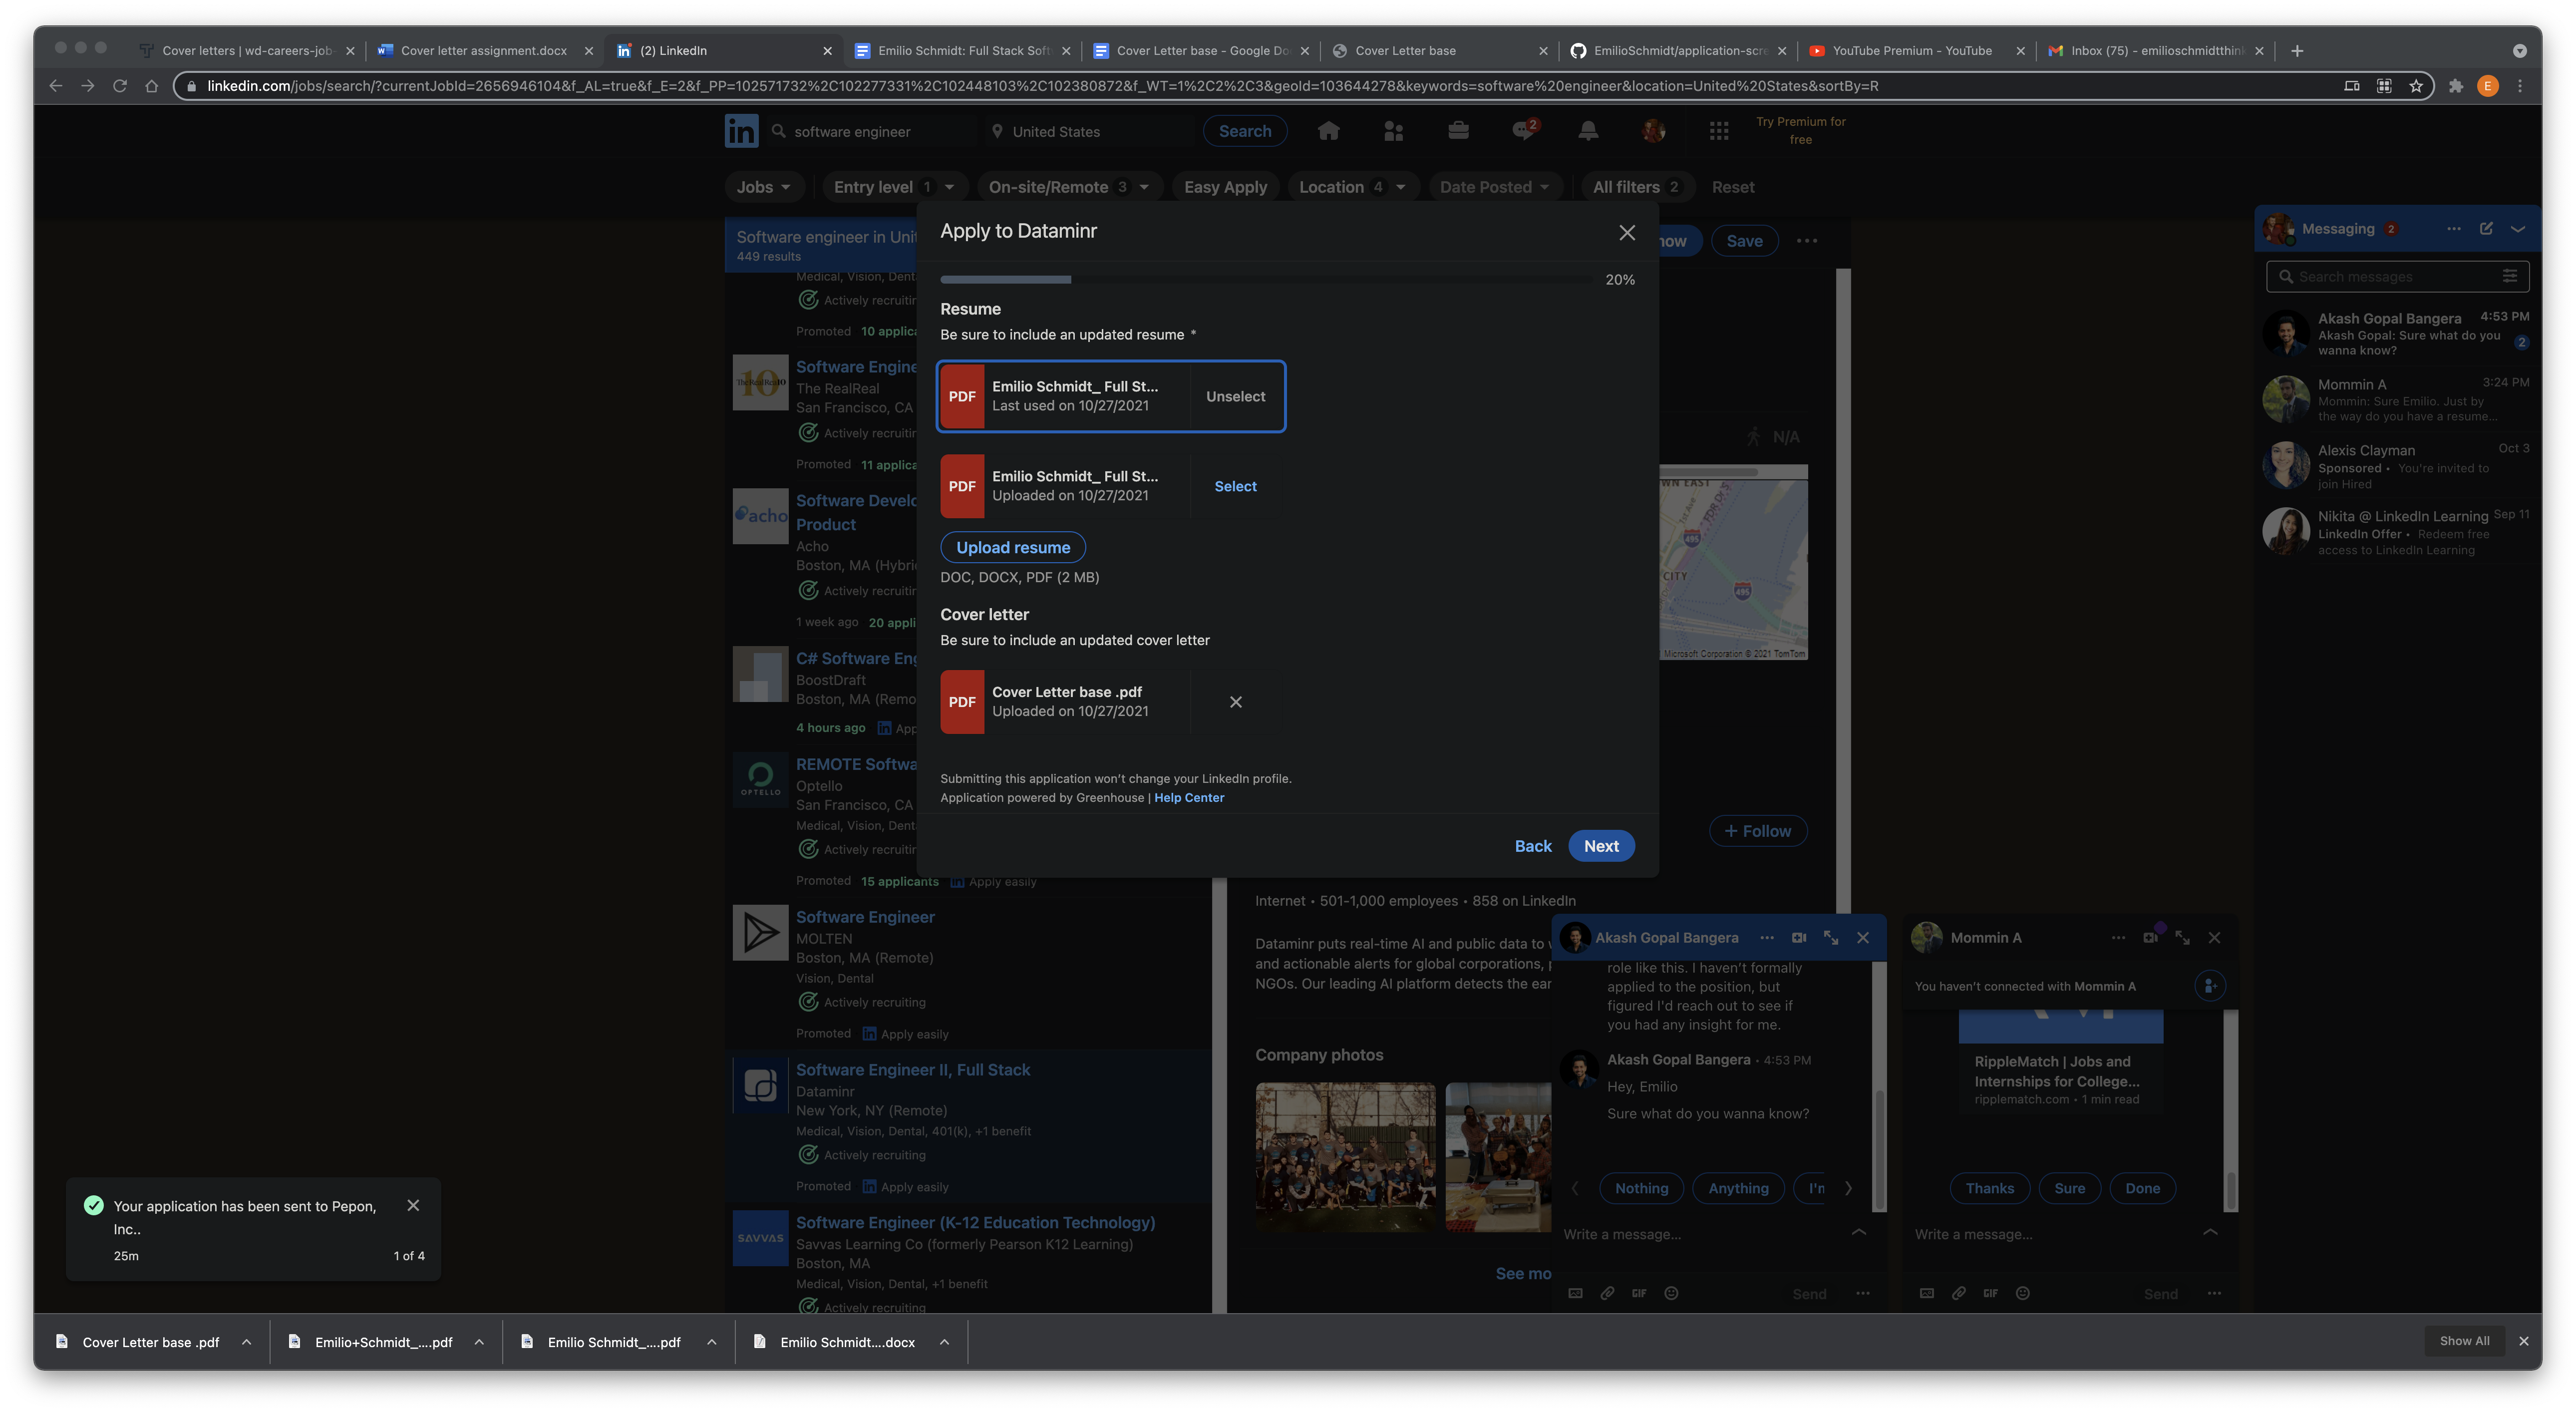 Cover letters | wd-careers-job-
Cover letter assignment.docx
(2) LinkedIn
Emilio Schmidt: Full Stack Soft
Cover Letter base - Google Do
Cover Letter base
EmilioSchmidt/application-scre
YouTube Premium - YouTube
Inbox (75) - emilioschmidtthink
linkedin.com/jobs/search/?currentJobId=2656946104&f_AL=true&f_E=2&f_PP=102571732%2C102277331%2C102448103%2C102380872&f_WT=1%2C2%2C3&geoId=103644278&keywords=software%20engineer&location=United%20States&sortBy=R
E
in
software engineer
United States
Search
2
Try Premium for
free
Jobs
Entry level 1
On-site/Remote 3
Easy Apply
Location 4
Date Posted
All filters 2
Reset
Software engineer in Unit
449 results
Medical, Vision, Denta
Actively recruitin
Promoted 10 applica
Software Engine
The RealReal
San Francisco, CA
Actively recruitin
Promoted 11 applica
acho
Software Develo
Product
Acho
Boston, MA (Hybri
Actively recruitin
1 week ago 20 appli
C# Software Eng
BoostDraft
Boston, MA (Remo
4 hours ago App
OPTELLO
REMOTE Softwa
Optello
San Francisco, CA
Medical, Vision, Denta
Actively recruitin
Promoted 15 applicants Apply easily
Software Engineer
MOLTEN
Boston, MA (Remote)
Vision, Dental
Actively recruiting
Promoted Apply easily
Software Engineer II, Full Stack
Dataminr
New York, NY (Remote)
Medical, Vision, Dental, 401(k), +1 benefit
Actively recruiting
Promoted Apply easily
SAVVAS
Software Engineer (K-12 Education Technology)
Savvas Learning Co (formerly Pearson K12 Learning)
Boston, MA
Medical, Vision, Dental, +1 benefit
Actively recruiting
Apply to Dataminr
20%
Resume
Be sure to include an updated resume *
PDF
Emilio Schmidt_ Full St...
Last used on 10/27/2021
Unselect
PDF
Emilio Schmidt_ Full St...
Uploaded on 10/27/2021
Select
Upload resume
DOC, DOCX, PDF (2 MB)
Cover letter
Be sure to include an updated cover letter
PDF
Cover Letter base .pdf
Uploaded on 10/27/2021
Submitting this application won't change your LinkedIn profile.
Application powered by Greenhouse | Help Center
Back
Next
now
Save
N/A
WN EAST
CITY
495
495
Microsoft Corporation © 2021 TomTom
+ Follow
Internet • 501-1,000 employees • 858 on LinkedIn
Dataminr puts real-time AI and public data to w
and actionable alerts for global corporations, p
NGOs. Our leading AI platform detects the ear
Company photos
See mo
Messaging 2
Search messages
Akash Gopal Bangera 4:53 PM
Akash Gopal: Sure what do you
wanna know?
2
Mommin A 3:24 PM
Mommin: Sure Emilio. Just by
the way do you have a resume...
Alexis Clayman Oct 3
Sponsored • You're invited to
join Hired
Nikita @ LinkedIn Learning Sep 11
LinkedIn Offer • Redeem free
access to LinkedIn Learning
Akash Gopal Bangera
role like this. I haven't formally
applied to the position, but
figured I'd reach out to see if
you had any insight for me.
Akash Gopal Bangera • 4:53 PM
Hey, Emilio
Sure what do you wanna know?
Nothing
Anything
I'm
Write a message...
GIF
Send
Mommin A
You haven't connected with Mommin A
RippleMatch | Jobs and
Internships for College...
ripplematch.com • 1 min read
Thanks
Sure
Done
Write a message...
GIF
Send
Your application has been sent to Pepon,
Inc..
25m
1 of 4
Cover Letter base .pdf
Emilio+Schmidt_....pdf
Emilio Schmidt_....pdf
Emilio Schmidt....docx
Show All